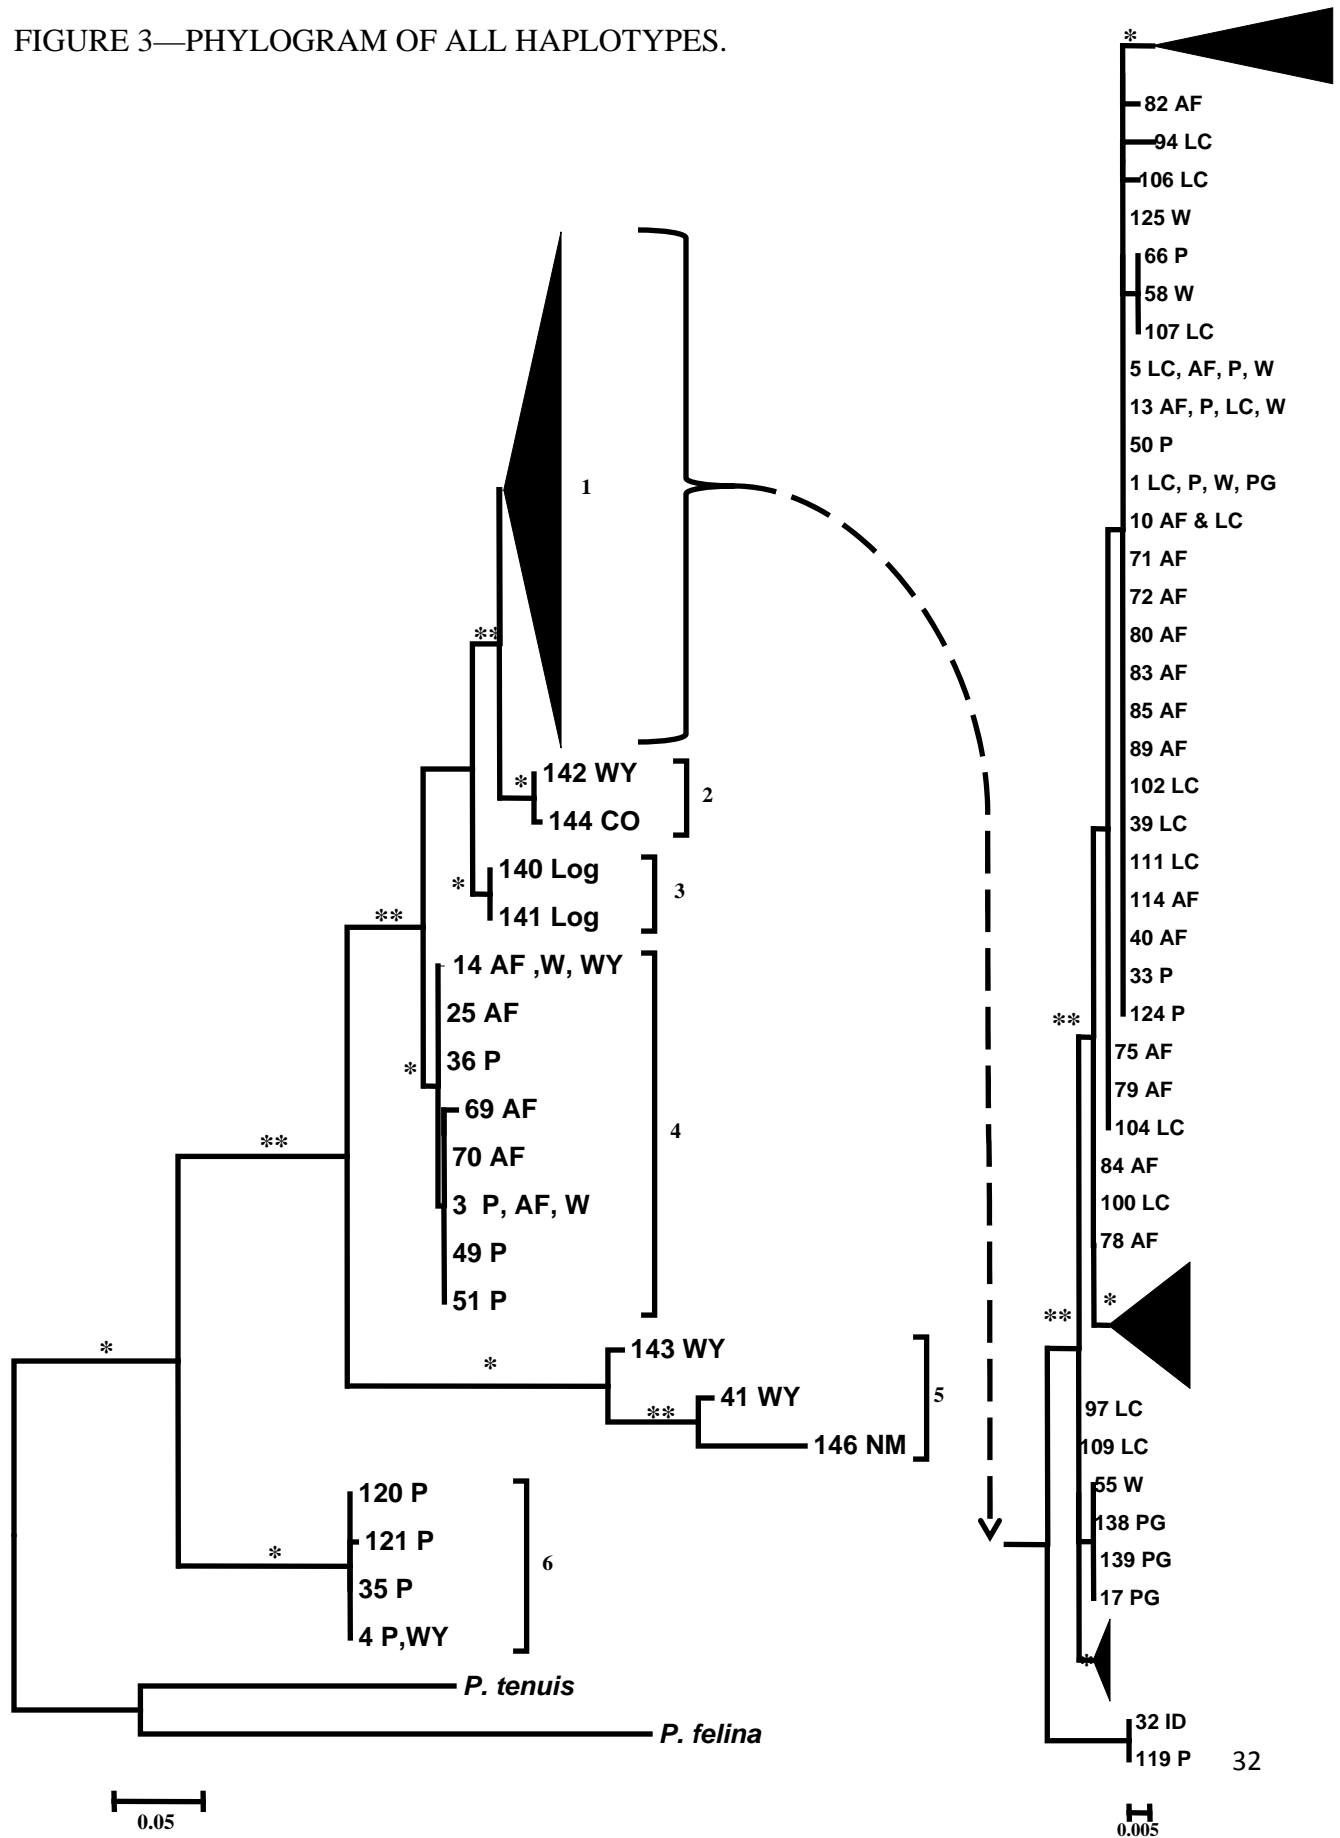 FIGURE 3—PHYLOGRAM OF ALL HAPLOTYPES.
1
**
142 WY
*
144 CO
2
140 Log
*
141 Log
3
**
14 AF ,W, WY
25 AF
36 P
*
69 AF
70 AF
3 P, AF, W
49 P
51 P
4
**
143 WY
*
41 WY
**
146 NM
5
*
120 P
121 P
*
35 P
4 P,WY
6
P. tenuis
P. felina
0.05
*
82 AF
94 LC
106 LC
125 W
66 P
58 W
107 LC
5 LC, AF, P, W
13 AF, P, LC, W
50 P
1 LC, P, W, PG
10 AF & LC
71 AF
72 AF
80 AF
83 AF
85 AF
89 AF
102 LC
39 LC
111 LC
114 AF
40 AF
33 P
124 P
**
75 AF
79 AF
104 LC
84 AF
100 LC
78 AF
*
**
97 LC
109 LC
55 W
138 PG
139 PG
17 PG
*
32 ID
119 P
0.005
32